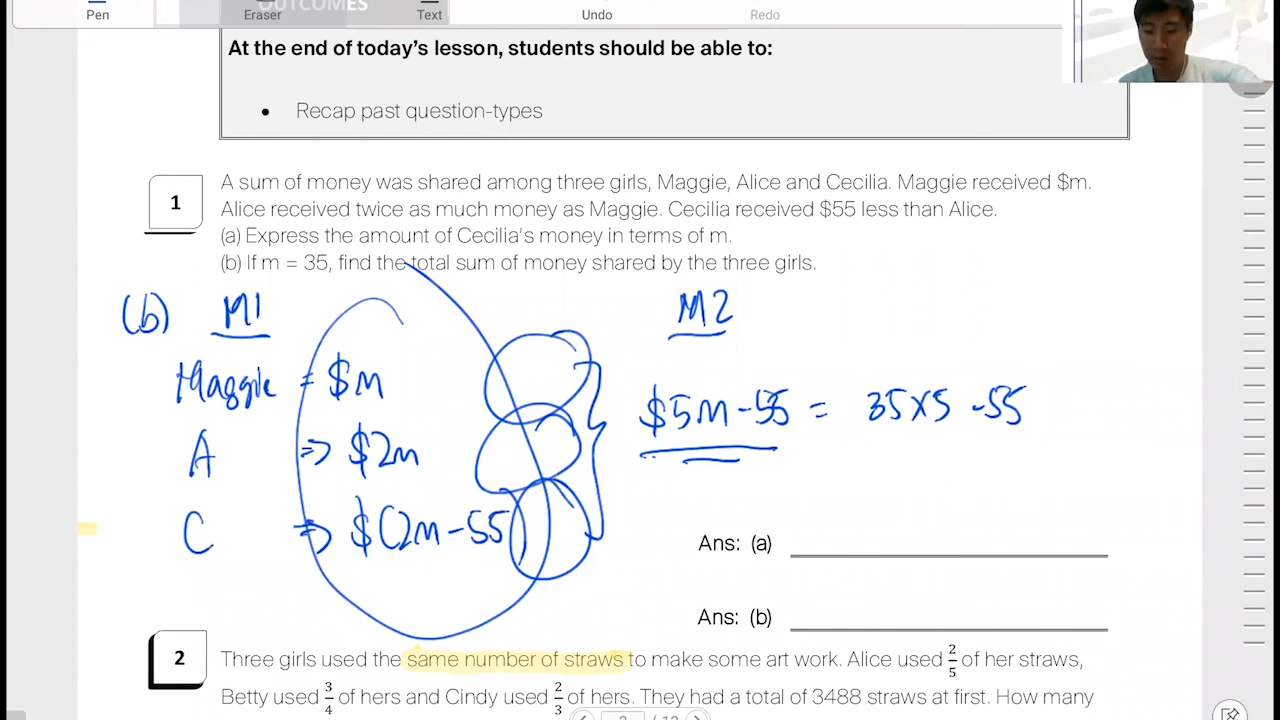 OUTCOMES
Pen Eraser Text Undo Redo
At the end of today's lesson, students should be able to:
• Recap past question-types
1
A sum of money was shared among three girls, Maggie, Alice and Cecilia. Maggie received $m.
Alice received twice as much money as Maggie. Cecilia received $55 less than Alice.
(a) Express the amount of Cecilia's money in terms of m.
(b) If m = 35, find the total sum of money shared by the three girls.
(b) M1 M2
Maggie = $m
A => $2m
C => $(2m-55)
$5m-55 = 35×5 -55
Ans: (a)
Ans: (b)
2
Three girls used the same number of straws to make some art work. Alice used 2/5 of her straws,
Betty used 3/4 of hers and Cindy used 2/3 of hers. They had a total of 3488 straws at first. How many